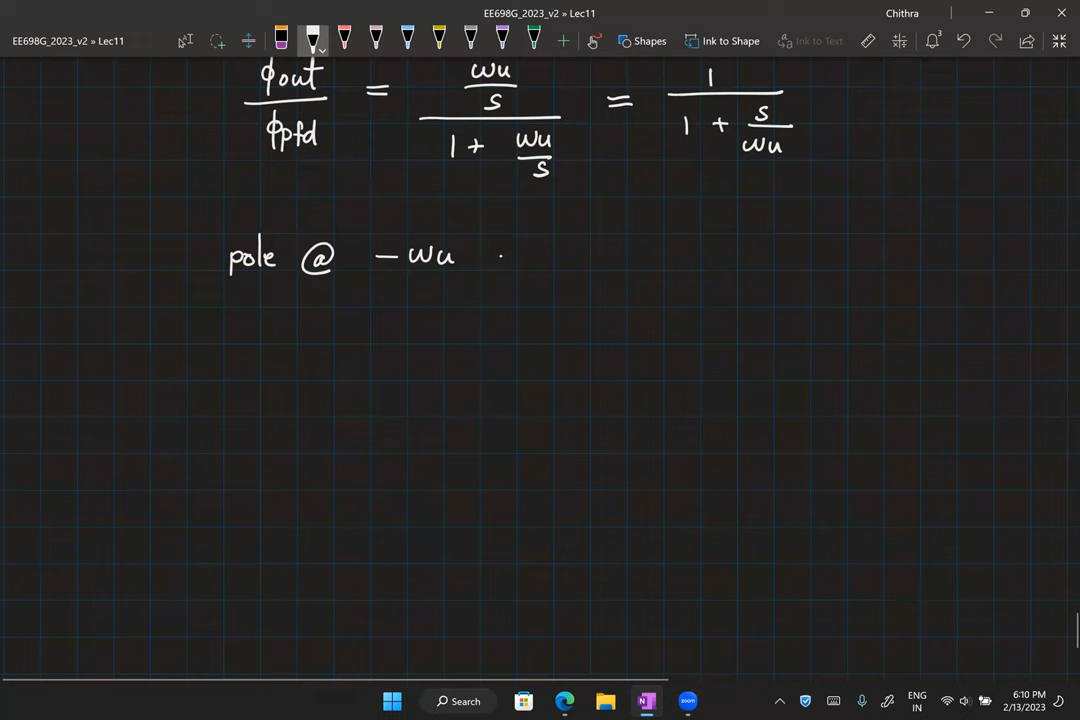 EE698G_2023_v2 » Lec11
Chithra
EE698G_2023_v2 » Lec11
Shapes
Ink to Shape
Ink to Text
ϕout / ϕpfd = (ωu/s) / (1 + ωu/s) = 1 / (1 + s/ωu)
pole @ − ωu
Search
zoom
ENG
IN
6:10 PM
2/13/2023